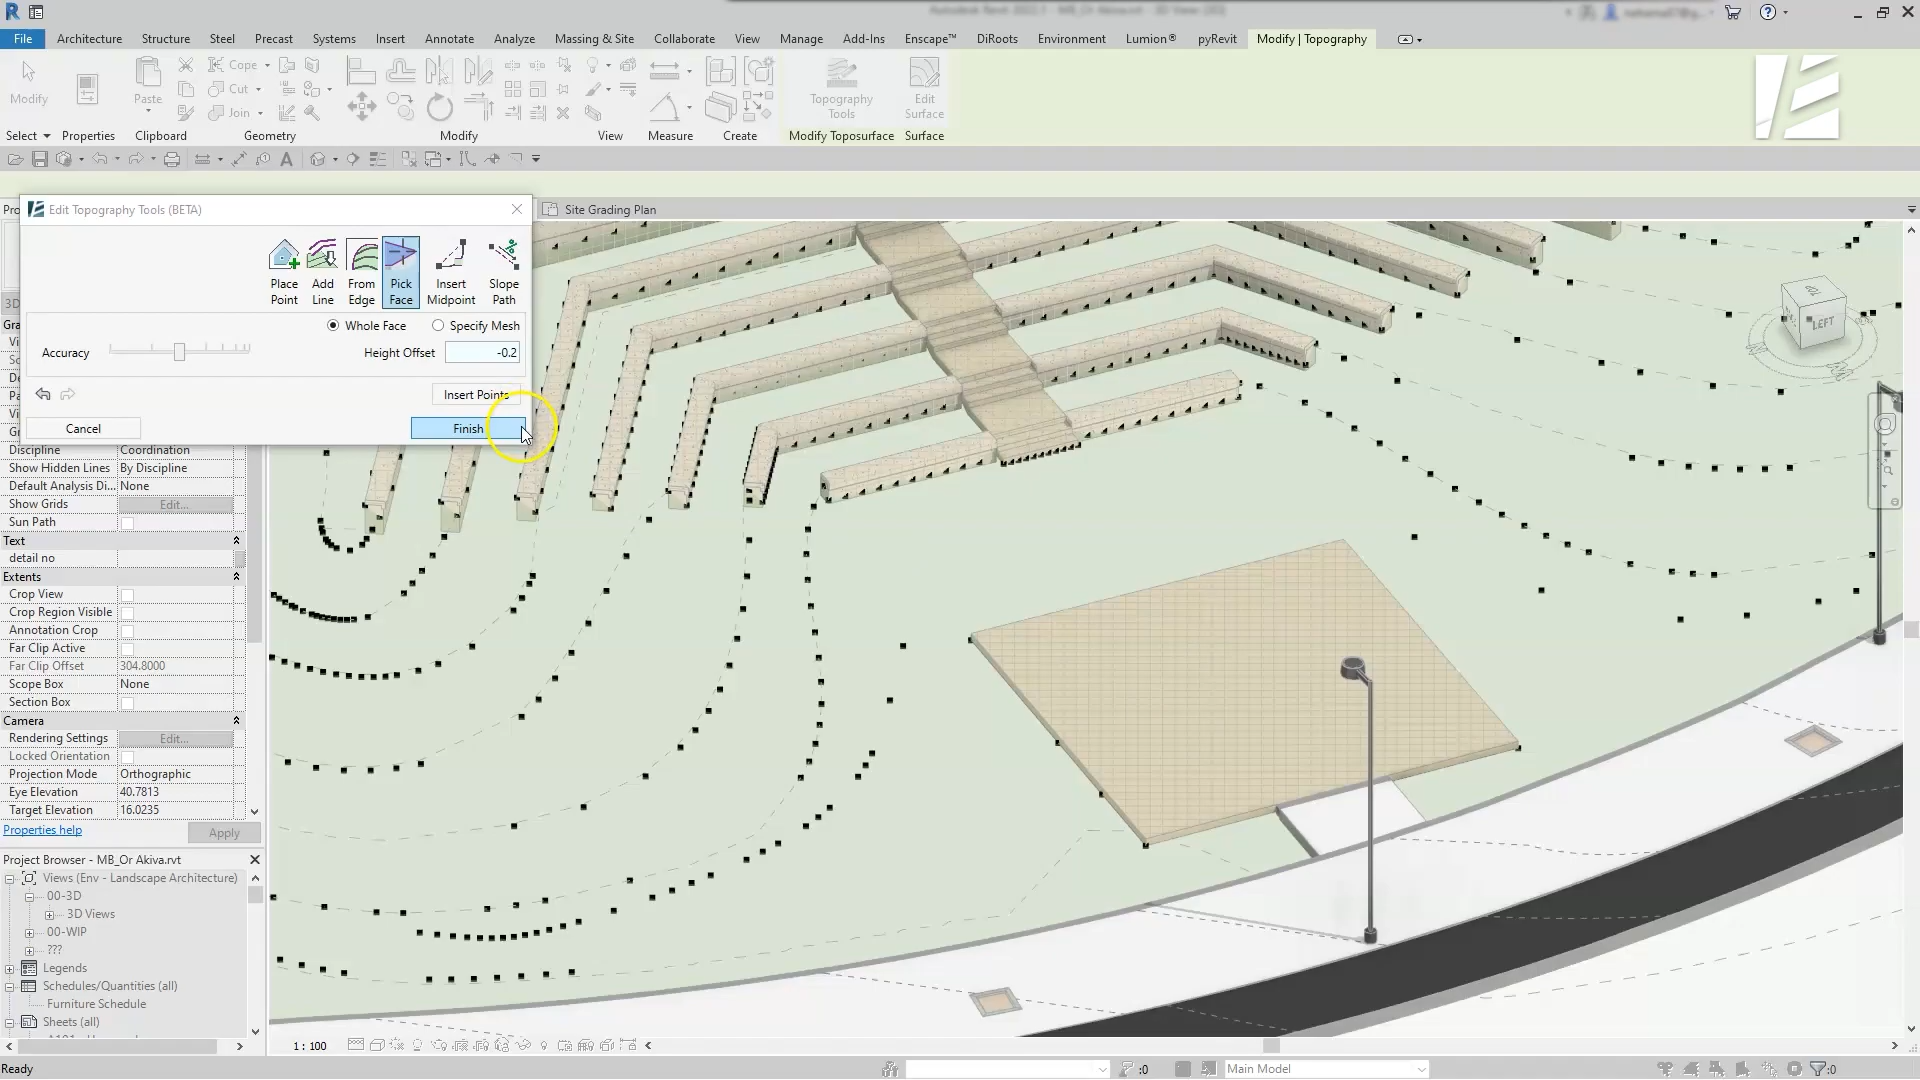 File Architecture Structure Steel Precast Systems Insert Annotate Analyze Massing & Site Collaborate View Manage Add-Ins Enscape™ DiRoots Environment Lumion® pyRevit Modify | Topography
Modify
Paste
Cope
Cut
Join
Topography
Tools
Edit
Surface
Select Properties Clipboard Geometry Modify View Measure Create Modify Toposurface Surface
Edit Topography Tools (BETA)
Site Grading Plan
Place
Point
Add
Line
From
Edge
Pick
Face
Insert
Midpoint
Slope
Path
Whole Face
Specify Mesh
Accuracy
Height Offset
-0.2
Insert Points
Cancel
Finish
Discipline Coordination
Show Hidden Lines By Discipline
Default Analysis Di... None
Show Grids Edit...
Sun Path
Text
detail no
Extents
Crop View
Crop Region Visible
Annotation Crop
Far Clip Active
Far Clip Offset 304.8000
Scope Box None
Section Box
Camera
Rendering Settings Edit...
Locked Orientation
Projection Mode Orthographic
Eye Elevation 40.7813
Target Elevation 16.0235
Properties help
Apply
Project Browser - MB_Or Akiva.rvt
Views (Env - Landscape Architecture)
00-3D
3D Views
00-WIP
???
Legends
Schedules/Quantities (all)
Furniture Schedule
Sheets (all)
LEFT
1 : 100
Ready
:0
Main Model
:0